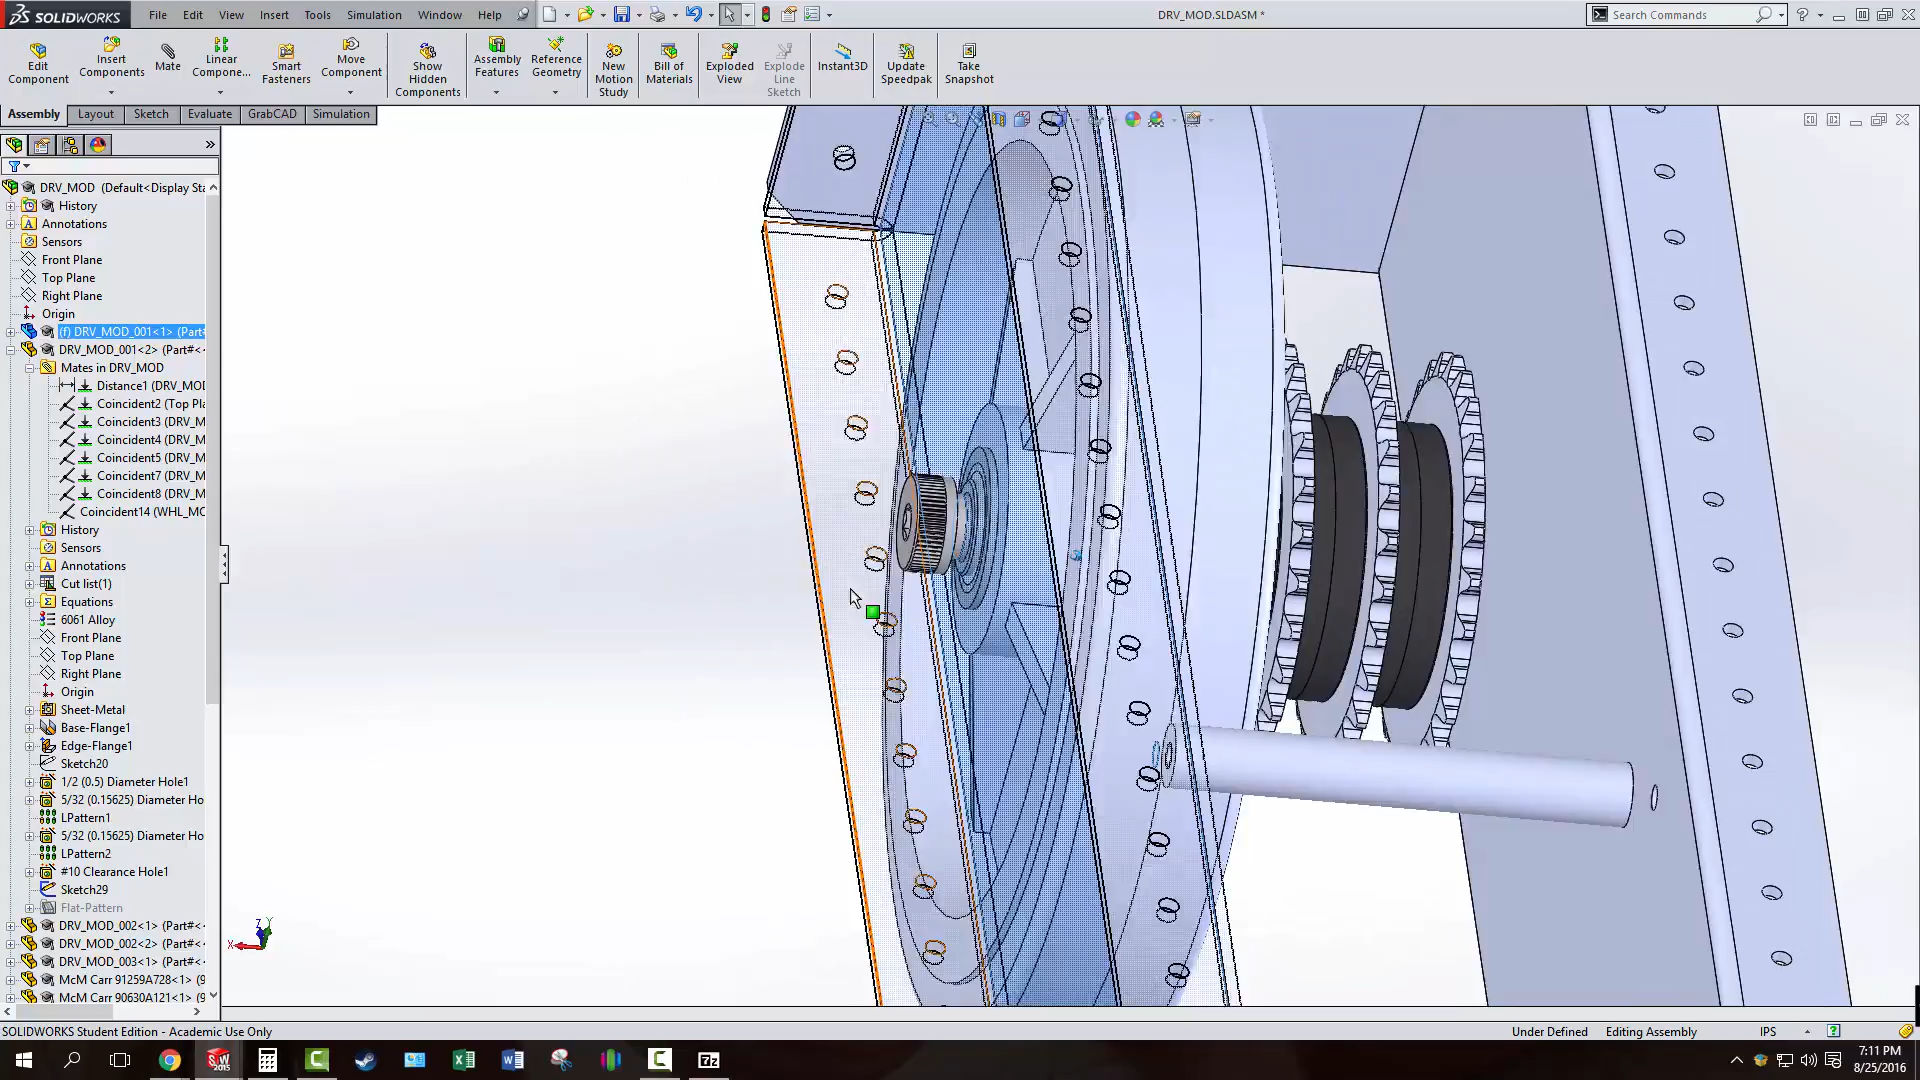 SOLIDWORKS
File Edit View Insert Tools Simulation Window Help
DRV_MOD.SLDASM *
Search Commands
Edit Component
Insert Components
Mate
Linear Compone...
Smart Fasteners
Move Component
Show Hidden Components
Assembly Features
Reference Geometry
New Motion Study
Bill of Materials
Exploded View
Explode Line Sketch
Instant3D
Update Speedpak
Take Snapshot
Assembly Layout Sketch Evaluate GrabCAD Simulation
DRV_MOD (Default<Display Sta
History
Annotations
Sensors
Front Plane
Top Plane
Right Plane
Origin
(f) DRV_MOD_001<1> (Part#
DRV_MOD_001<2> (Part#<
Mates in DRV_MOD
Distance1 (DRV_MOD
Coincident2 (Top Pla
Coincident3 (DRV_M
Coincident4 (DRV_M
Coincident5 (DRV_M
Coincident7 (DRV_M
Coincident8 (DRV_M
Coincident14 (WHL_MO
History
Sensors
Annotations
Cut list(1)
Equations
6061 Alloy
Front Plane
Top Plane
Right Plane
Origin
Sheet-Metal
Base-Flange1
Edge-Flange1
Sketch20
1/2 (0.5) Diameter Hole1
5/32 (0.15625) Diameter Ho
LPattern1
5/32 (0.15625) Diameter Ho
LPattern2
#10 Clearance Hole1
Sketch29
Flat-Pattern
DRV_MOD_002<1> (Part#<
DRV_MOD_002<2> (Part#<
DRV_MOD_003<1> (Part#<
McM Carr 91259A728<1> (9
McM Carr 90630A121<1> (9
Z Y
X
SOLIDWORKS Student Edition - Academic Use Only
Under Defined Editing Assembly IPS
7:11 PM
8/25/2016